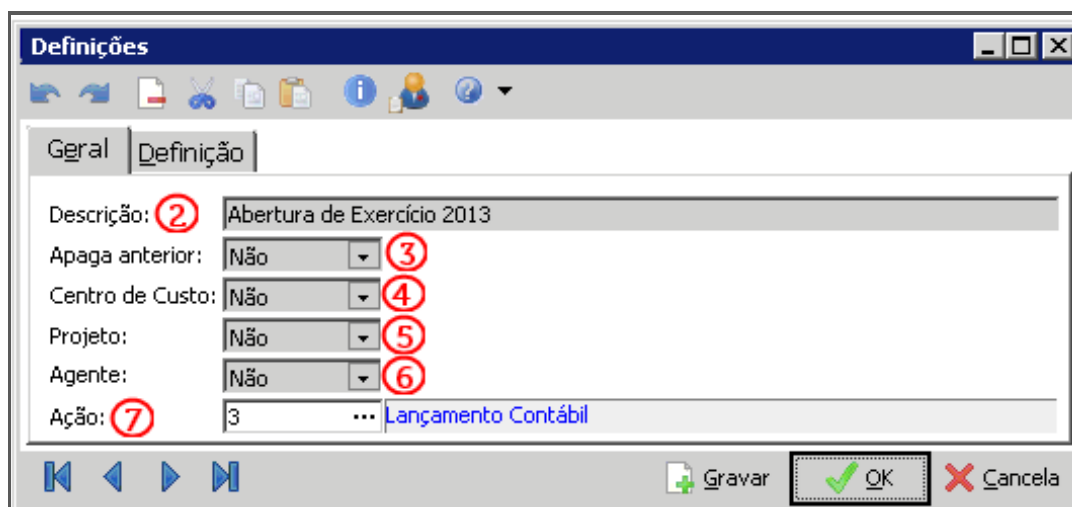 Definições
Geral Definição
Descrição: 2 Abertura de Exercício 2013
Apaga anterior: Não 3
Centro de Custo: Não 4
Projeto: Não 5
Agente: Não 6
Ação: 7 3 ... Lançamento Contábil
Gravar OK Cancela